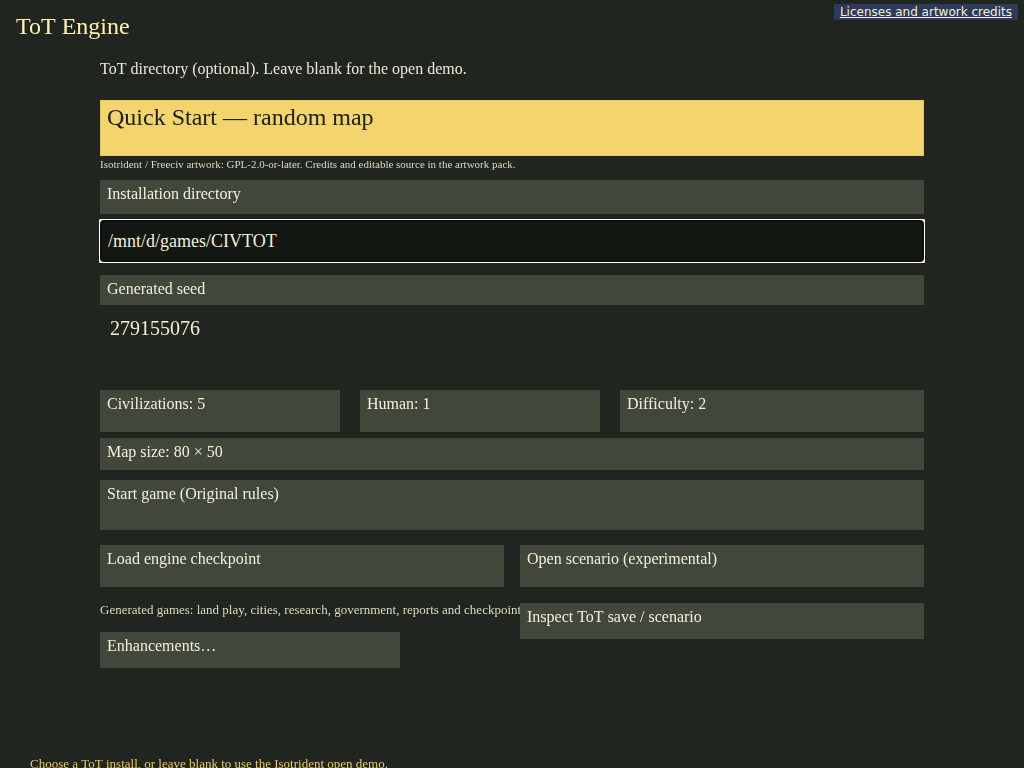 Licenses and artwork credits
ToT Engine
ToT directory (optional). Leave blank for the open demo.
Quick Start — random map
Isotrident / Freeciv artwork: GPL-2.0-or-later. Credits and editable source in the artwork pack.
Installation directory
/mnt/d/games/CIVTOT
Generated seed
279155076
Civilizations: 5
Human: 1
Difficulty: 2
Map size: 80 × 50
Start game (Original rules)
Load engine checkpoint
Open scenario (experimental)
Generated games: land play, cities, research, government, reports and checkpoint
Inspect ToT save / scenario
Enhancements…
Choose a ToT install, or leave blank to use the Isotrident open demo.